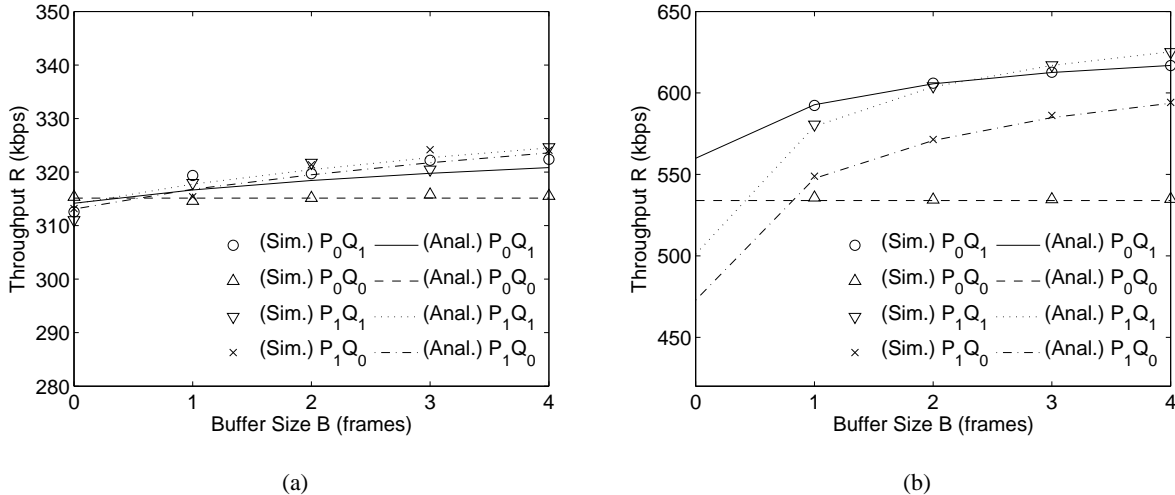 350
340
330
320
310
300
290
280
Throughput R (kbps)
0 1 2 3 4
Buffer Size B (frames)
(Sim.) P0Q1 (Anal.) P0Q1
(Sim.) P0Q0 (Anal.) P0Q0
(Sim.) P1Q1 (Anal.) P1Q1
(Sim.) P1Q0 (Anal.) P1Q0
(a)
650
600
550
500
450
Throughput R (kbps)
0 1 2 3 4
Buffer Size B (frames)
(Sim.) P0Q1 (Anal.) P0Q1
(Sim.) P0Q0 (Anal.) P0Q0
(Sim.) P1Q1 (Anal.) P1Q1
(Sim.) P1Q0 (Anal.) P1Q0
(b)